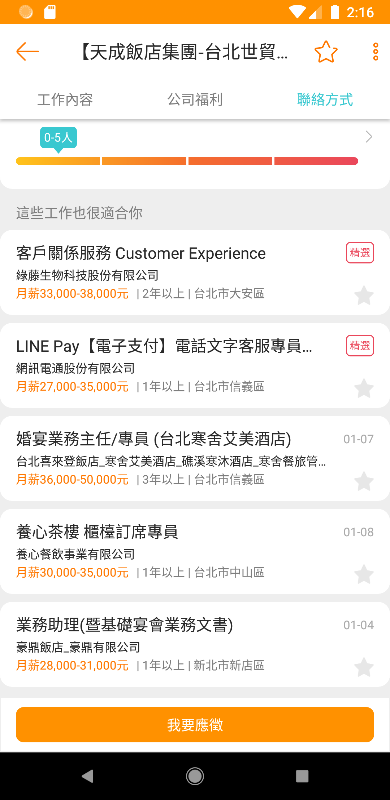 2:16
【天成飯店集團-台北世貿...
工作內容
公司福利
聯絡方式
0-5人
這些工作也很適合你
客戶關係服務 Customer Experience
精選
綠藤生物科技股份有限公司
月薪33,000-38,000元 | 2年以上 | 台北市大安區
LINE Pay【電子支付】電話文字客服專員...
精選
網訊電通股份有限公司
月薪27,000-35,000元 | 1年以上 | 台北市信義區
婚宴業務主任/專員 (台北寒舍艾美酒店)
01-07
台北喜來登飯店_寒舍艾美酒店_礁溪寒沐酒店_寒舍餐旅管...
月薪36,000-50,000元 | 3年以上 | 台北市信義區
養心茶樓 櫃檯訂席專員
01-08
養心餐飲事業有限公司
月薪30,000-35,000元 | 1年以上 | 台北市中山區
業務助理(暨基礎宴會業務文書)
01-04
豪鼎飯店_豪鼎有限公司
月薪28,000-31,000元 | 1年以上 | 新北市新店區
我要應徵